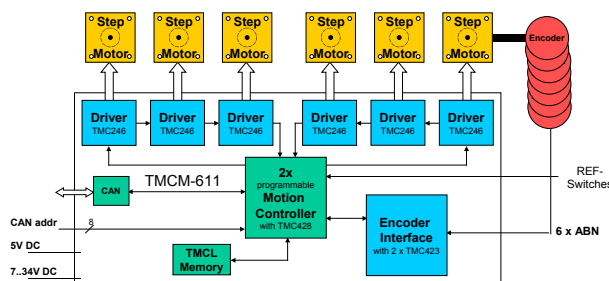 Step
Motor
Step
Motor
Step
Motor
Step
Motor
Step
Motor
Step
Motor
Encoder
Driver
TMC246
Driver
TMC246
Driver
TMC246
Driver
TMC246
Driver
TMC246
Driver
TMC246
TMCM-611
CAN
2x
programmable
Motion
Controller
with TMC428
REF-
Switches
CAN addr
8
Encoder
Interface
with 2 x TMC423
6 x ABN
5V DC
TMCL
Memory
7..34V DC